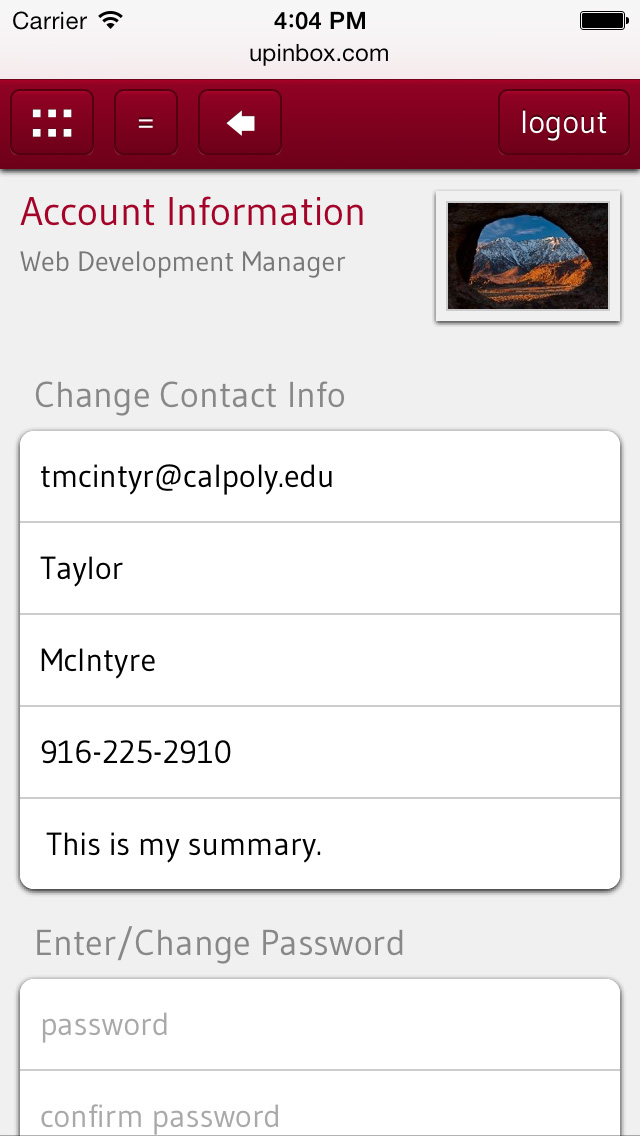 Carrier 4:04 PM
upinbox.com
= logout
Account Information
Web Development Manager
Change Contact Info
tmcintyr@calpoly.edu
Taylor
McIntyre
916-225-2910
This is my summary.
Enter/Change Password
password
confirm password